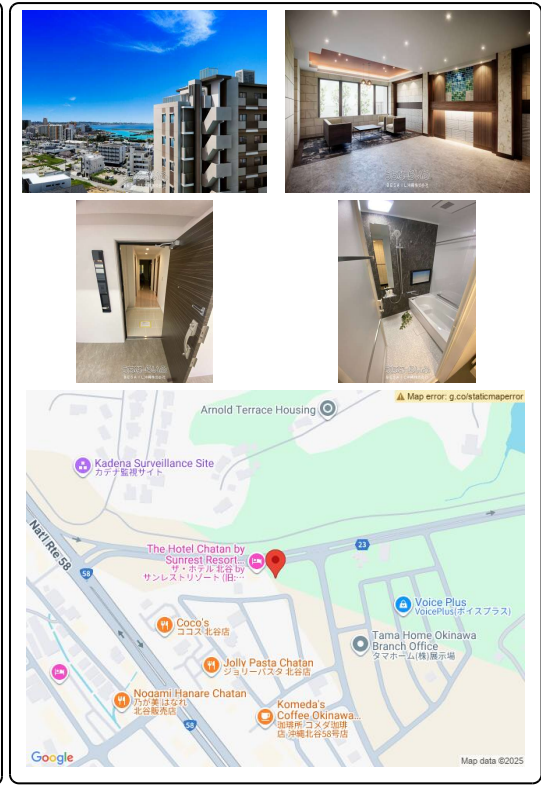 Map error: g.co/staticmaperror
Arnold Terrace Housing
Kadena Surveillance Site
カデナ監視サイト
Nat'l Rte 58
23
The Hotel Chatan by
Sunrest Resort...
ザ・ホテル北谷 by
サンレストリゾート (旧:...
58
Voice Plus
VoicePlus(ボイスプラス)
Coco's
ココス 北谷店
Tama Home Okinawa
Branch Office
タマホーム(株)展示場
Jolly Pasta Chatan
ジョリーパスタ 北谷店
Nogami Hanare Chatan
乃が美はなれ
北谷販売店
58
Komeda's
Coffee Okinawa...
珈琲所 コメダ珈琲
店 沖縄北谷58号店
Google
Map data ©2025